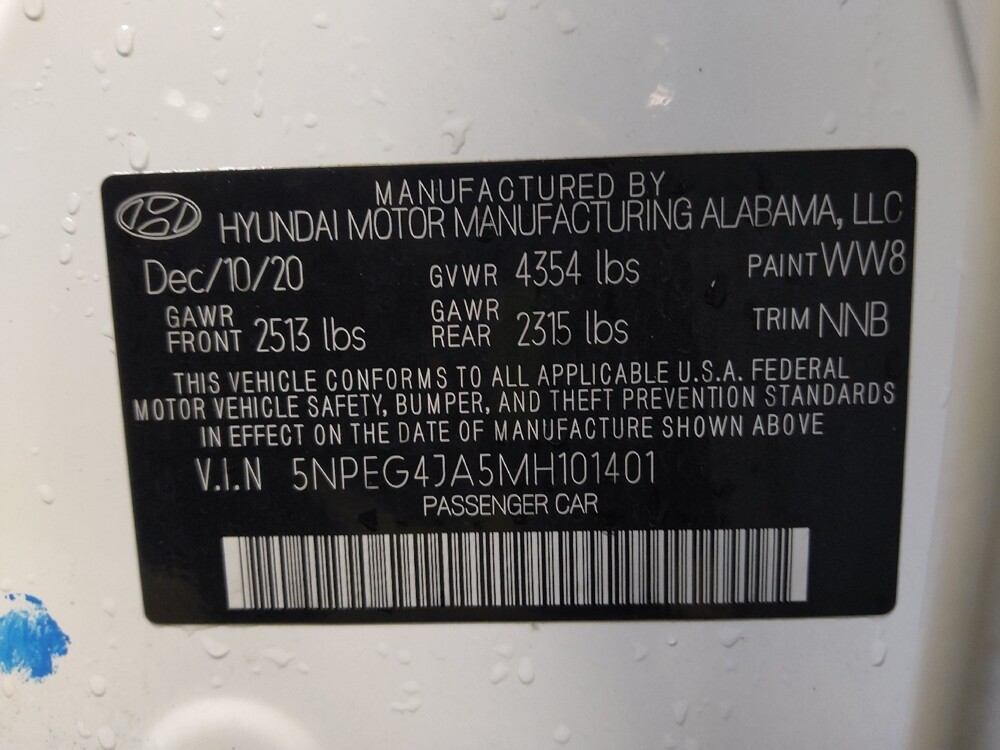 MANUFACTURED BY
HYUNDAI MOTOR MANUFACTURING ALABAMA, LLC
Dec/10/20 GVWR 4354 lbs PAINT WW8
GAWR FRONT 2513 lbs GAWR REAR 2315 lbs TRIM NNB
THIS VEHICLE CONFORMS TO ALL APPLICABLE U.S.A. FEDERAL
MOTOR VEHICLE SAFETY, BUMPER, AND THEFT PREVENTION STANDARDS
IN EFFECT ON THE DATE OF MANUFACTURE SHOWN ABOVE
V.I.N 5NPEG4JA5MH101401
PASSENGER CAR